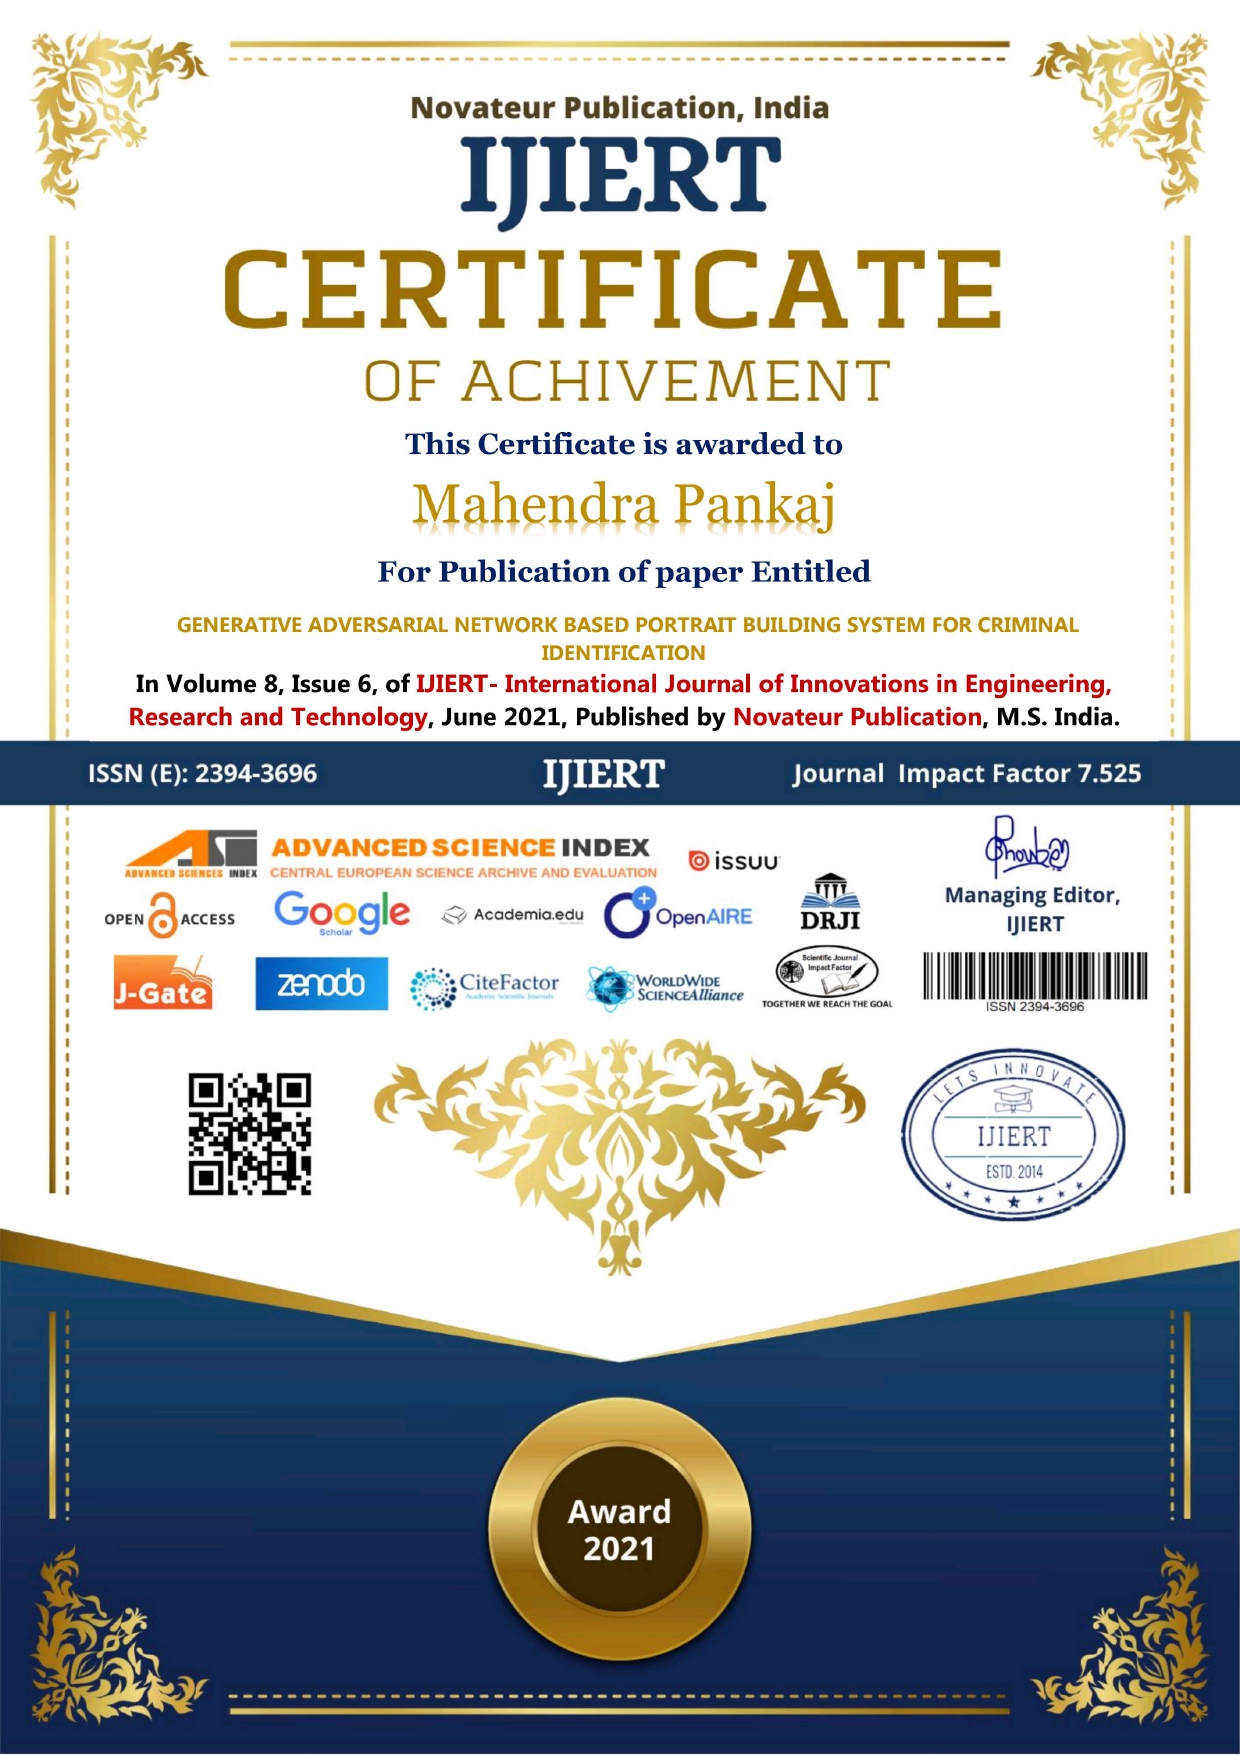 Novateur Publication, India
IJIERT
CERTIFICATE
OF ACHIVEMENT
This Certificate is awarded to
Mahendra Pankaj
For Publication of paper Entitled
GENERATIVE ADVERSARIAL NETWORK BASED PORTRAIT BUILDING SYSTEM FOR CRIMINAL
IDENTIFICATION
In Volume 8, Issue 6, of IJIERT- International Journal of Innovations in Engineering,
Research and Technology, June 2021, Published by Novateur Publication, M.S. India.
ISSN (E): 2394-3696 IJIERT Journal Impact Factor 7.525
ADVANCED SCIENCES INDEX
ADVANCED SCIENCE INDEX
CENTRAL EUROPEAN SCIENCE ARCHIVE AND EVALUATION
issuu
Managing Editor,
IJIERT
OPEN ACCESS
Google
Scholar
Academia.edu
OpenAIRE
DRJI
J-Gate
zenodo
CiteFactor
Academic Scientific Journals
WORLDWIDE
SCIENCEAlliance
Scientific Journal
Impact Factor
TOGETHER WE REACH THE GOAL
ISSN 2394-3696
LETS INNOVATE
IJIERT
ESTD. 2014
Award
2021